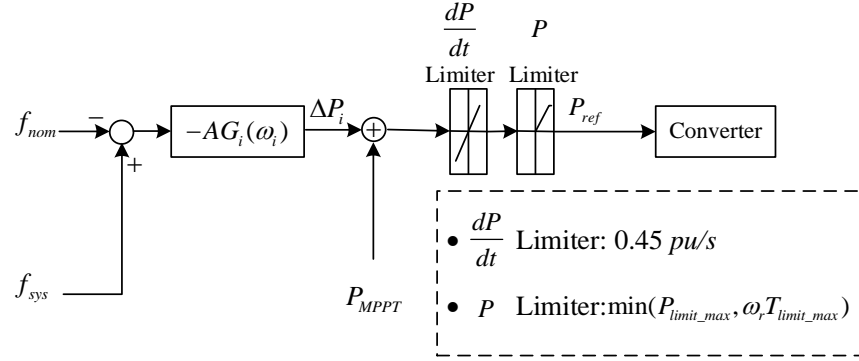 dP/dt
P
Limiter
Limiter
f_nom
−
−AG_i(ω_i)
ΔP_i
+
P_ref
Converter
+
f_sys
P_MPPT
• dP/dt Limiter: 0.45 pu/s
• P Limiter:min(P_limit_max, ω_r T_limit_max)